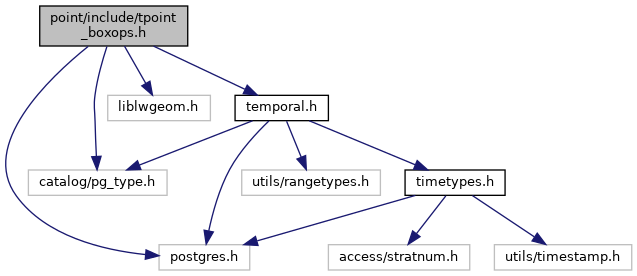 point/include/tpoint
_boxops.h
liblwgeom.h
temporal.h
catalog/pg_type.h
utils/rangetypes.h
timetypes.h
postgres.h
access/stratnum.h
utils/timestamp.h